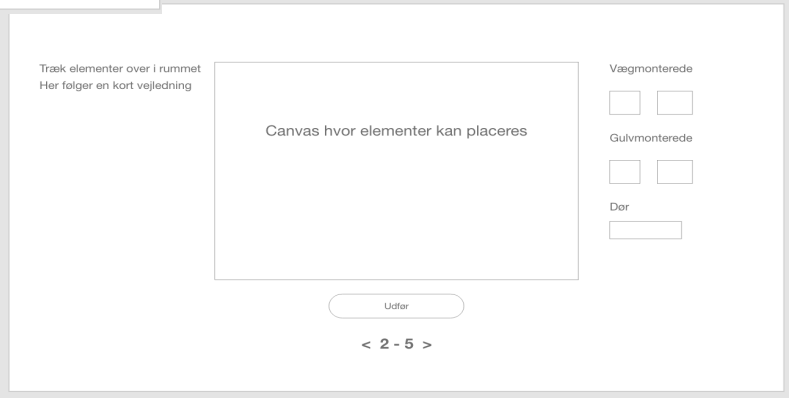 Træk elementer over i rummet
Her følger en kort vejledning
Canvas hvor elementer kan placeres
Vægmonterede
Gulvmonterede
Dør
Udfør
< 2 - 5 >